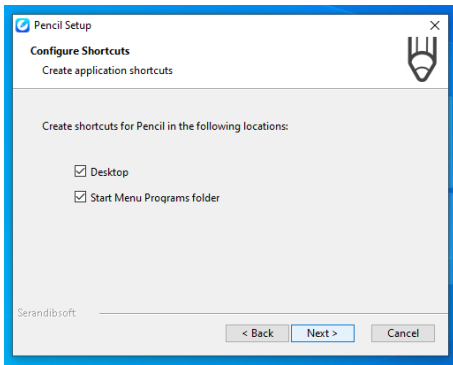 Pencil Setup
Configure Shortcuts
Create application shortcuts
Create shortcuts for Pencil in the following locations:
Desktop
Start Menu Programs folder
Serandibsoft
< Back
Next >
Cancel